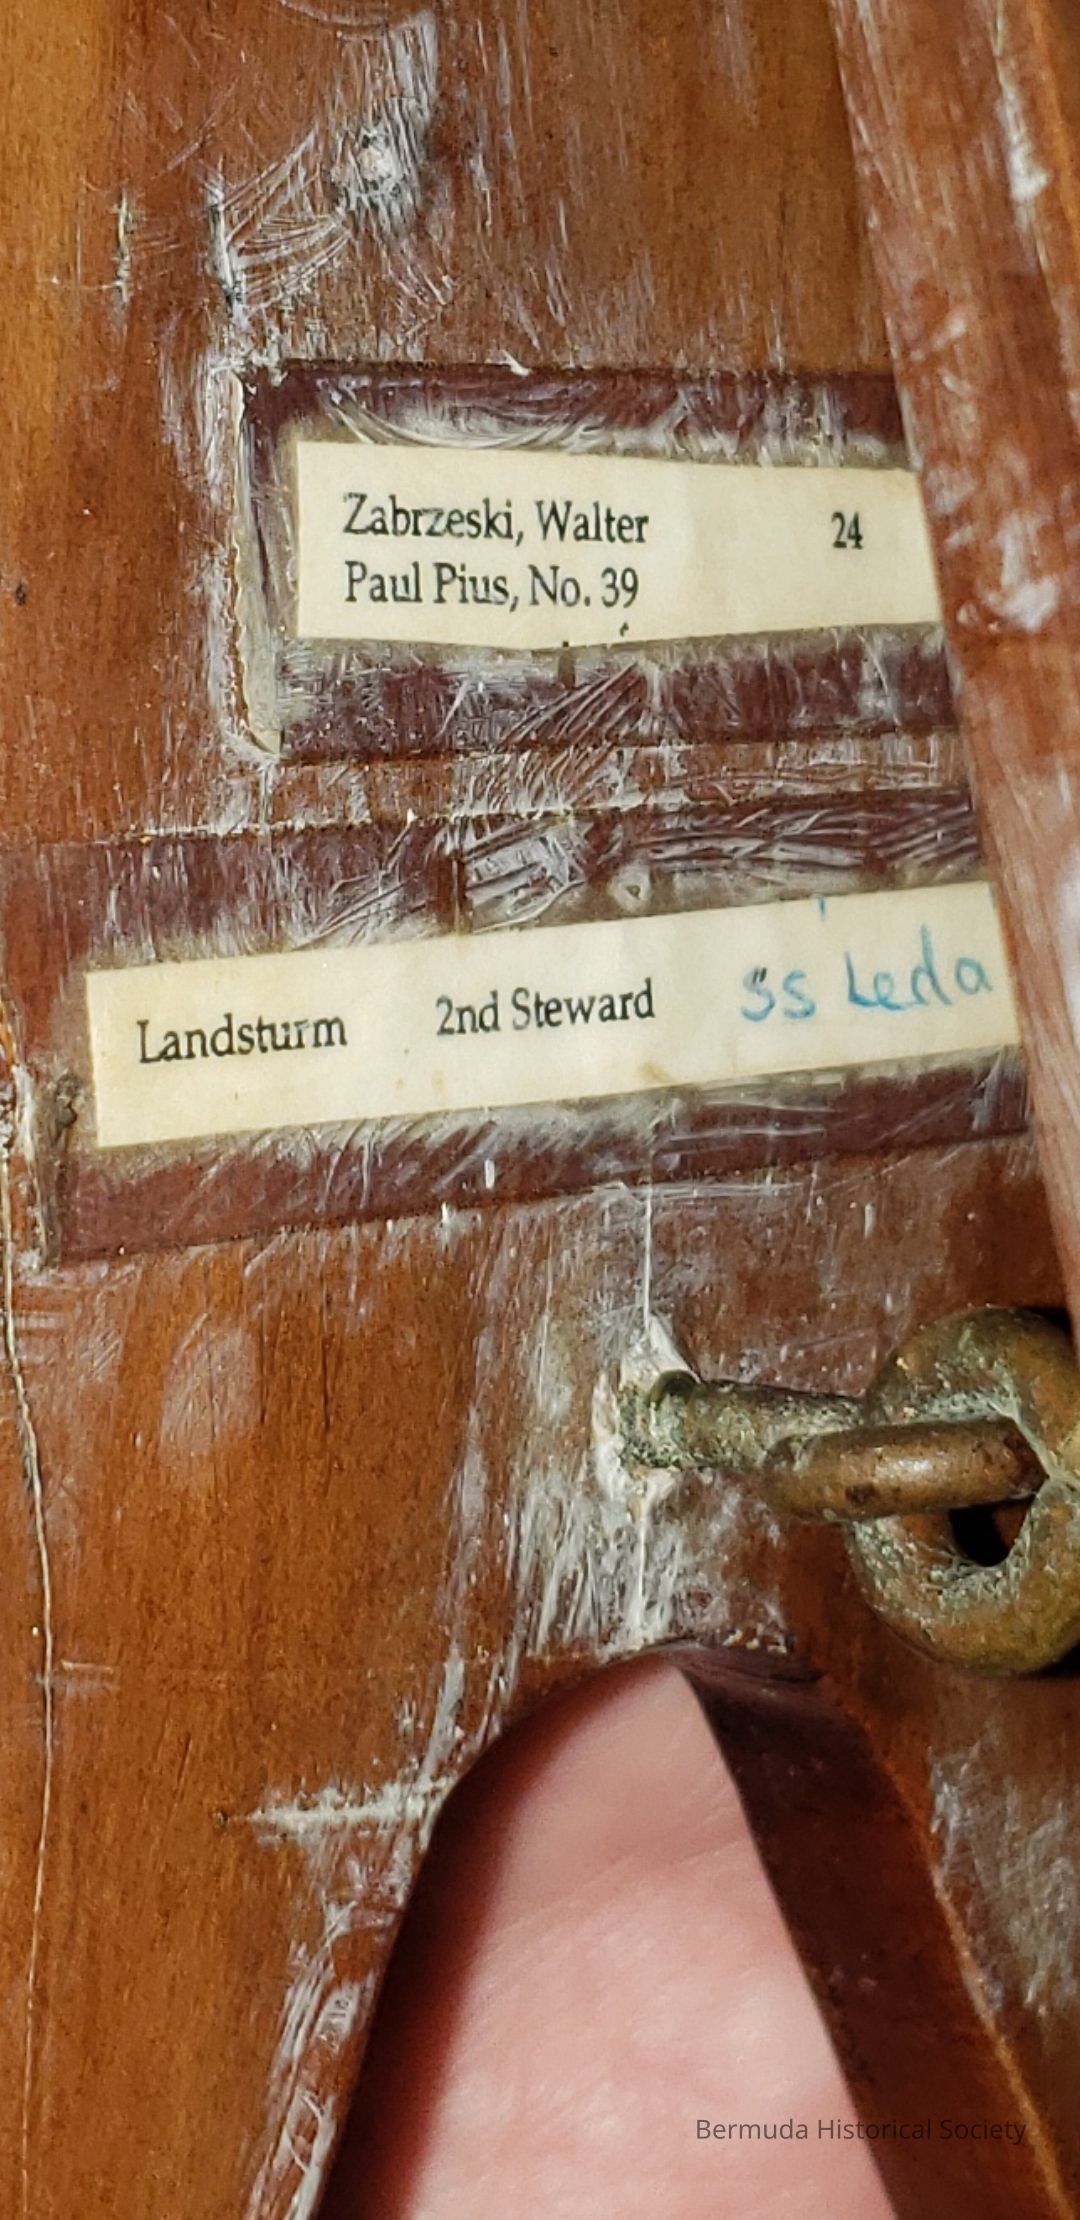 Zabrzeski, Walter 24
Paul Pius, No. 39
Landsturm 2nd Steward SS Leda
Bermuda Historical Society